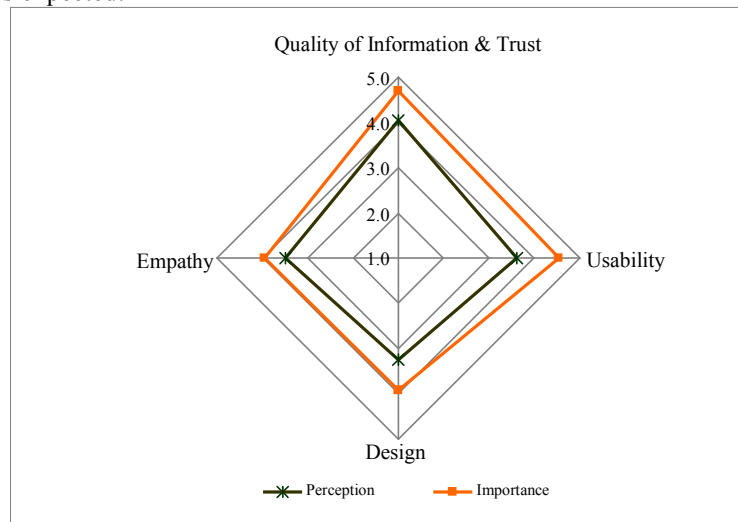 Quality of Information & Trust
5.0
4.0
3.0
2.0
1.0
Empathy
Usability
Design
Perception
Importance